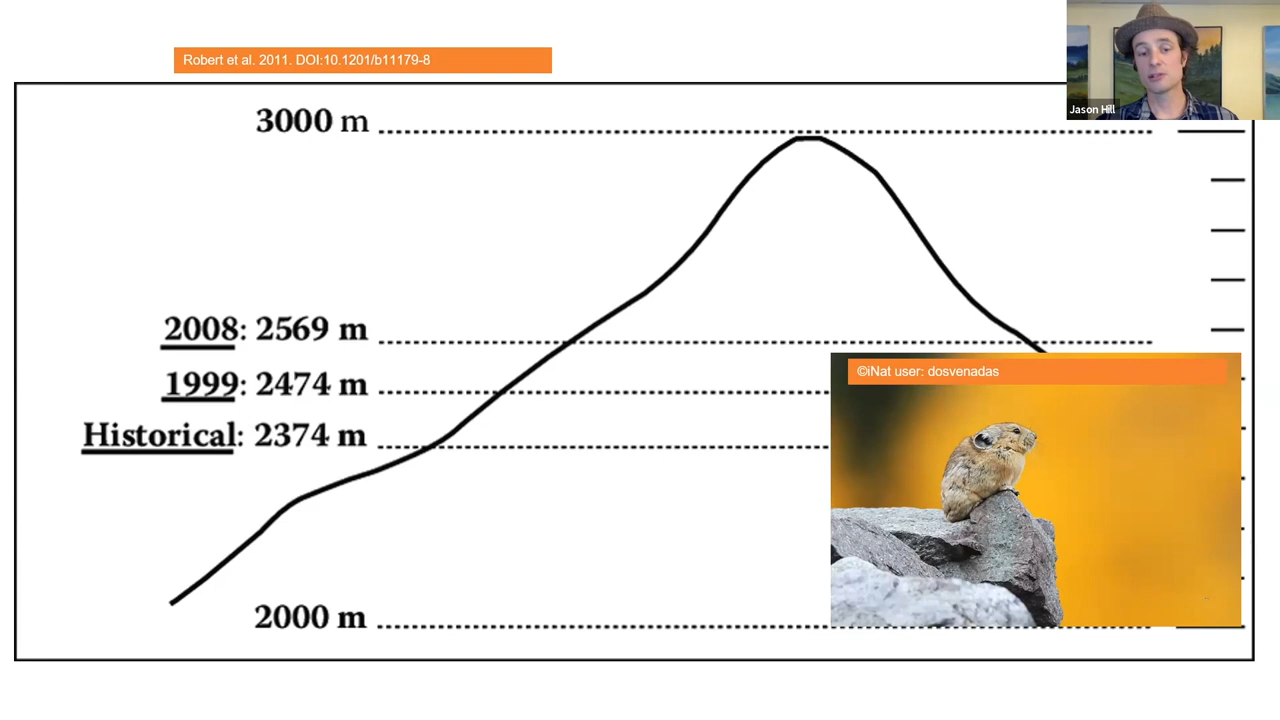 Robert et al. 2011. DOI:10.1201/b11179-8
Jason Hill
3000 m
2008: 2569 m
1999: 2474 m
Historical: 2374 m
2000 m
©iNat user: dosvenadas